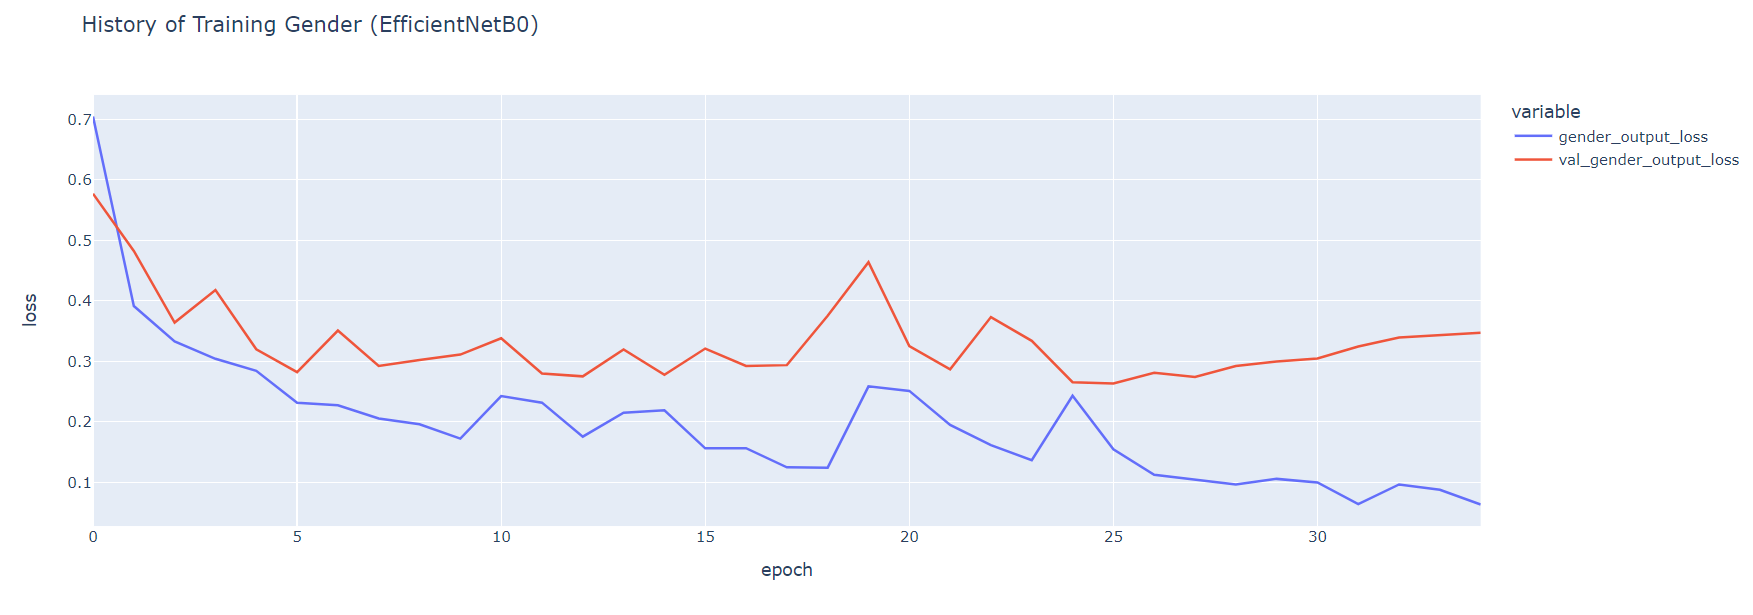 History of Training Gender (EfficientNetB0)
variable
gender_output_loss
val_gender_output_loss
loss
0.7
0.6
0.5
0.4
0.3
0.2
0.1
0 5 10 15 20 25 30
epoch